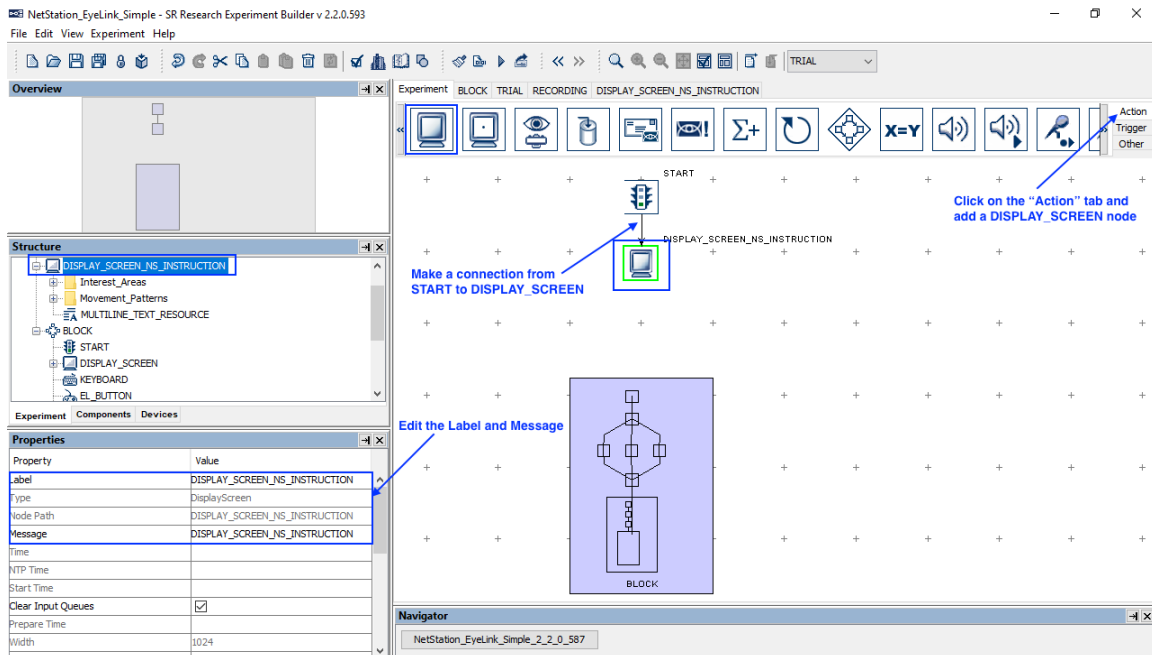 NetStation_EyeLink_Simple - SR Research Experiment Builder v 2.2.0.593
File Edit View Experiment Help
TRIAL
Overview
Experiment BLOCK TRIAL RECORDING DISPLAY_SCREEN_NS_INSTRUCTION
Action
Trigger
Other
X=Y
START
Click on the “Action” tab and
add a DISPLAY_SCREEN node
DISPLAY_SCREEN_NS_INSTRUCTION
Make a connection from
START to DISPLAY_SCREEN
Structure
DISPLAY_SCREEN_NS_INSTRUCTION
Interest_Areas
Movement_Patterns
MULTILINE_TEXT_RESOURCE
BLOCK
START
DISPLAY_SCREEN
KEYBOARD
EL_BUTTON
Experiment Components Devices
Edit the Label and Message
Properties
Property Value
Label DISPLAY_SCREEN_NS_INSTRUCTION
Type DisplayScreen
Node Path DISPLAY_SCREEN_NS_INSTRUCTION
Message DISPLAY_SCREEN_NS_INSTRUCTION
Time
NTP Time
Start Time
Clear Input Queues
Prepare Time
Width 1024
BLOCK
Navigator
NetStation_EyeLink_Simple_2_2_0_587